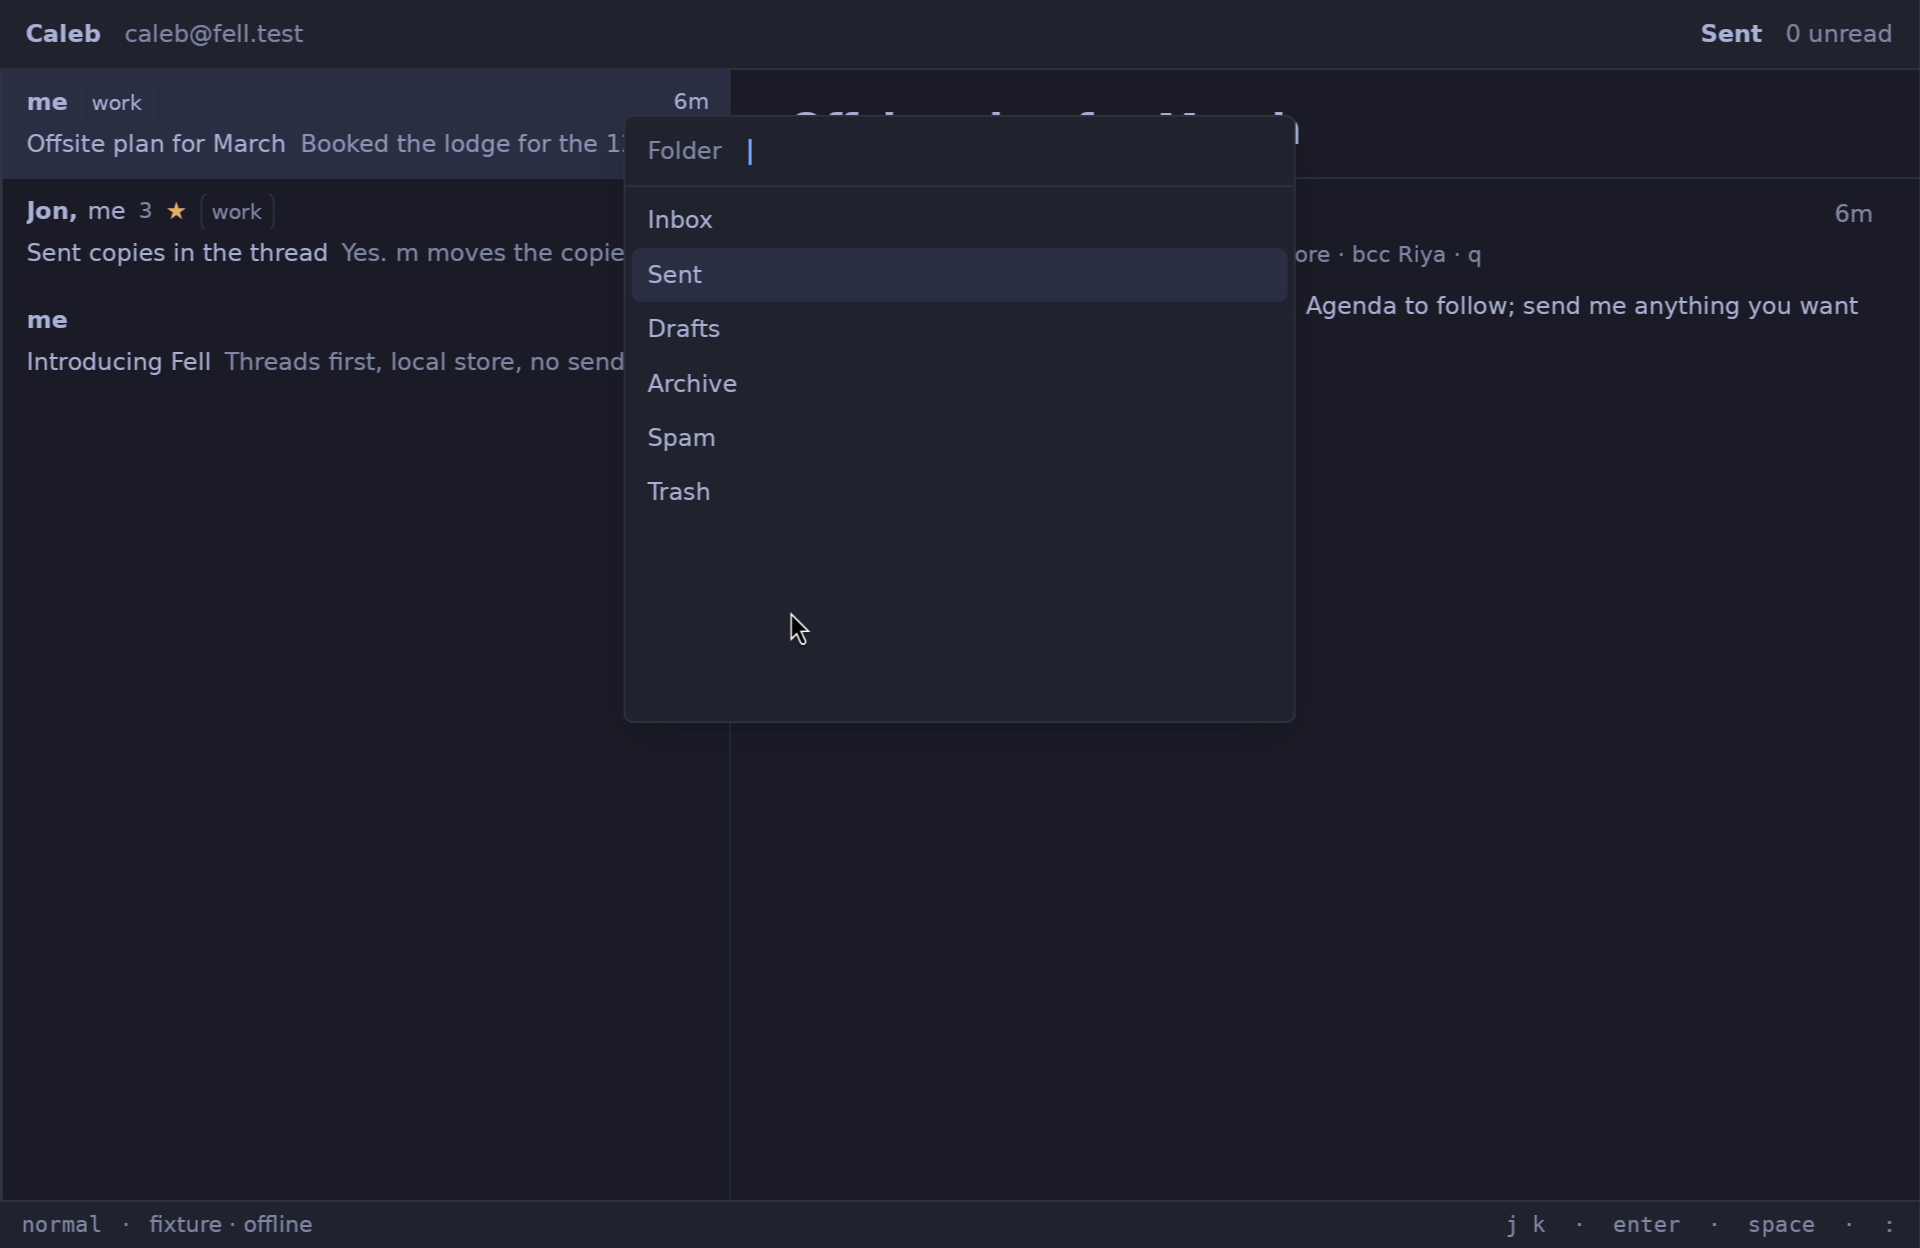 Caleb caleb@fell.test
Sent 0 unread
me work 6m
Offsite plan for March Booked the lodge for the
Jon, me 3 ★ work
Sent copies in the thread Yes. m moves the copie
me
Introducing Fell Threads first, local store, no send
Folder
Inbox
Sent
Drafts
Archive
Spam
Trash
6m
ore · bcc Riya · q
Agenda to follow; send me anything you want
normal · fixture · offline
j k · enter · space · :